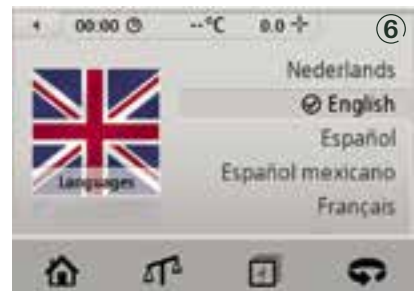 00:00 --°C 0.0 ⑥
Nederlands
English
Español
Español mexicano
Français
Languages